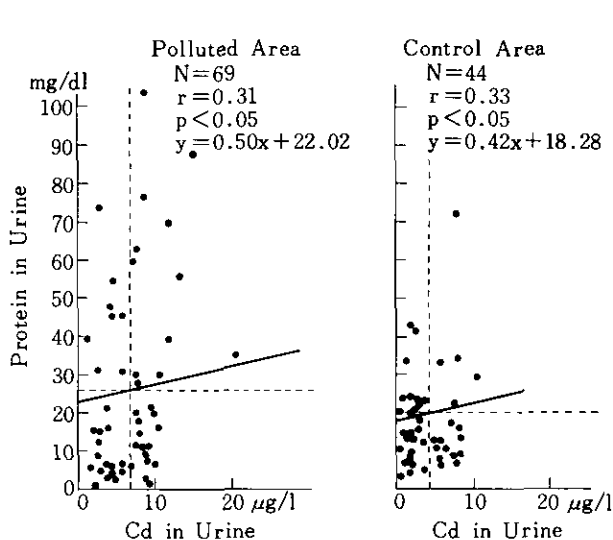 Polluted Area
N=69
r=0.31
p<0.05
y=0.50x+22.02
mg/dl
100
90
80
70
60
50
40
30
20
10
0
Protein in Urine
0 10 20 μg/l
Cd in Urine
Control Area
N=44
r=0.33
p<0.05
y=0.42x+18.28
0 10 20 μg/l
Cd in Urine